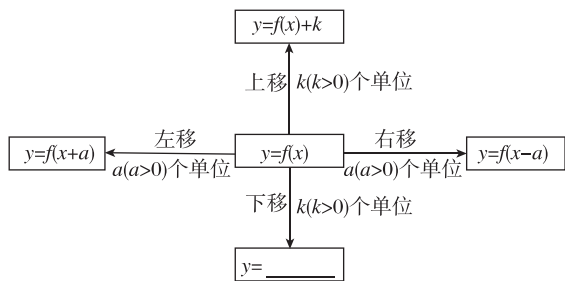 y=f(x)+k
上移 k(k>0)个单位
左移 右移
y=f(x+a) y=f(x) y=f(x-a)
a(a>0)个单位 a(a>0)个单位
下移 k(k>0)个单位
y=______